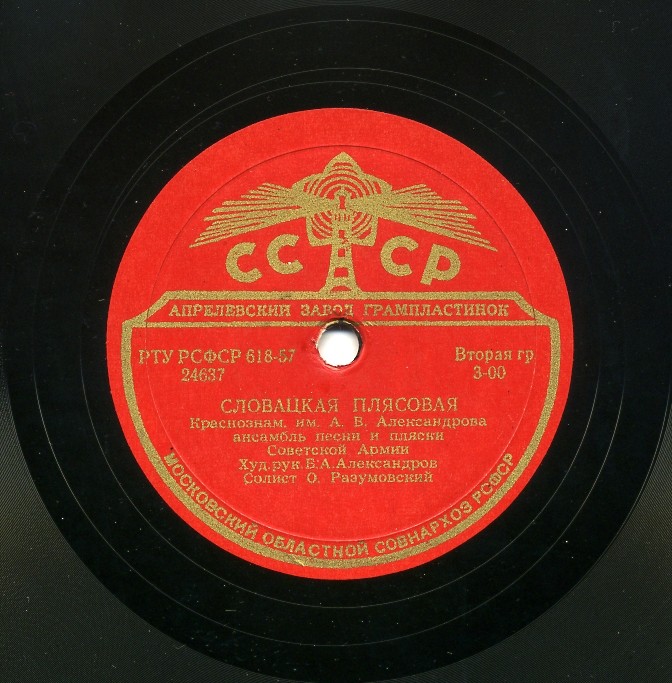 СССР
АПРЕЛЕВСКИЙ ЗАВОД ГРАМПЛАСТИНОК
РТУ РСФСР 618-57
24637
Вторая гр.
3-00
СЛОВАЦКАЯ ПЛЯСОВАЯ
Краснознам. им. А. В. Александрова
ансамбль песни и пляски
Советской Армии
Худ.рук.Б.А.Александров
Солист О. Разумовский
МОСКОВСКИЙ ОБЛАСТНОЙ СОВНАРХОЗ РСФСР